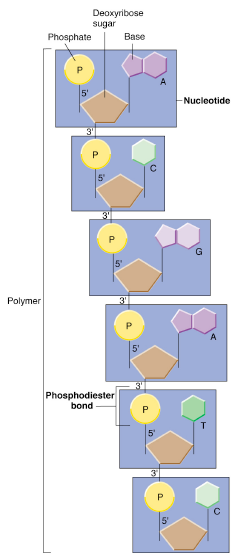 Deoxyribose
sugar
Phosphate
Base
P
5'
A
Nucleotide
3'
P
C
5'
3'
P
G
5'
3'
Polymer
P
A
5'
3'
Phosphodiester
bond
P
T
5'
3'
P
C
5'